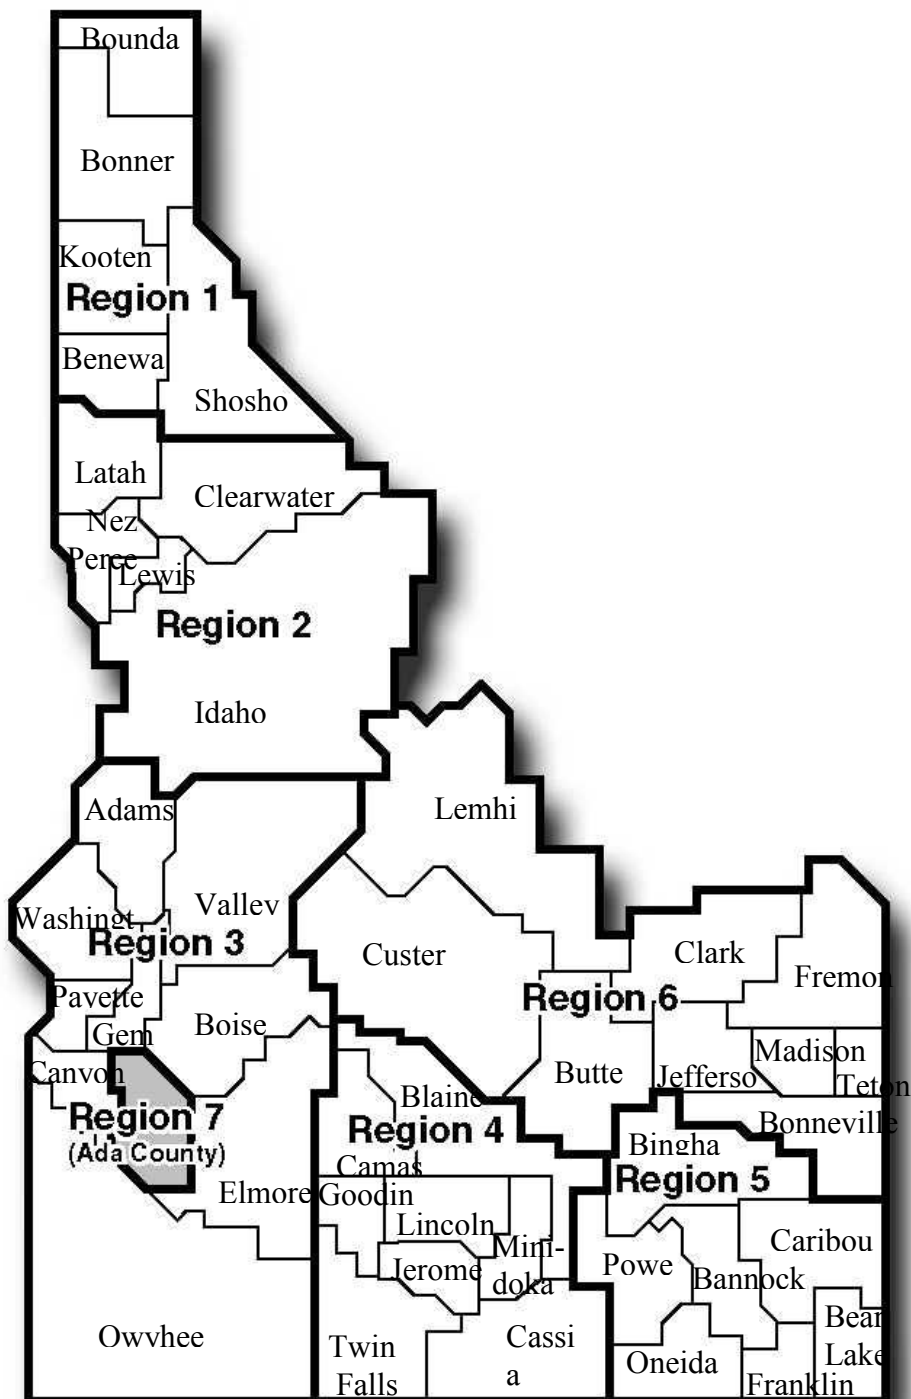 Bounda
Bonner
Kooten
Region 1
Benewa
Shosho
Latah
Clearwater
Nez
Perce
Lewis
Region 2
Idaho
Adams
Lemhi
Valley
Washingt
Region 3
Custer
Clark
Fremon
Region 6
Pavette
Gem
Boise
Canyon
Butte
Jefferso
Madison
Teton
Blaine
Bonneville
Region 7
(Ada County)
Region 4
Bingha
Camas
Region 5
Elmore
Goodin
Lincoln
Caribou
Mini-
doka
Jerome
Powe
Bannock
Owvhee
Twin
Falls
Cassi
a
Bear
Lake
Oneida
Franklin